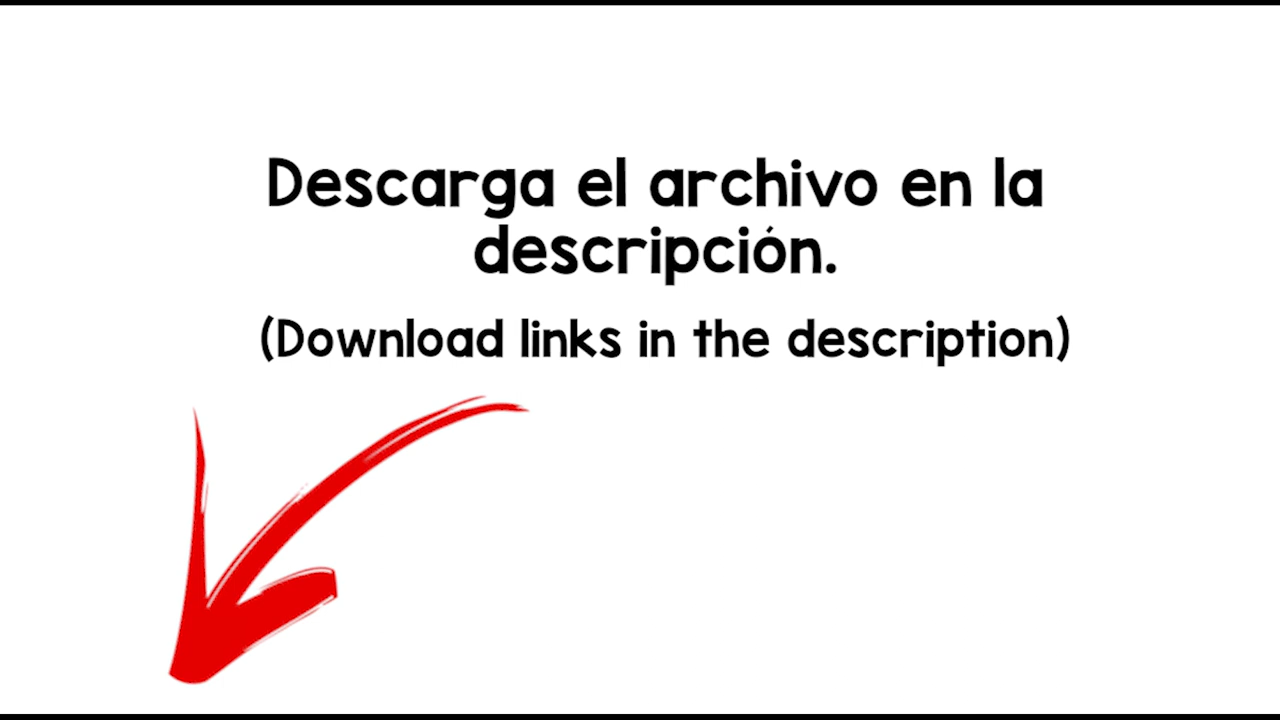 Descarga el archivo en la
descripción.
(Download links in the description)